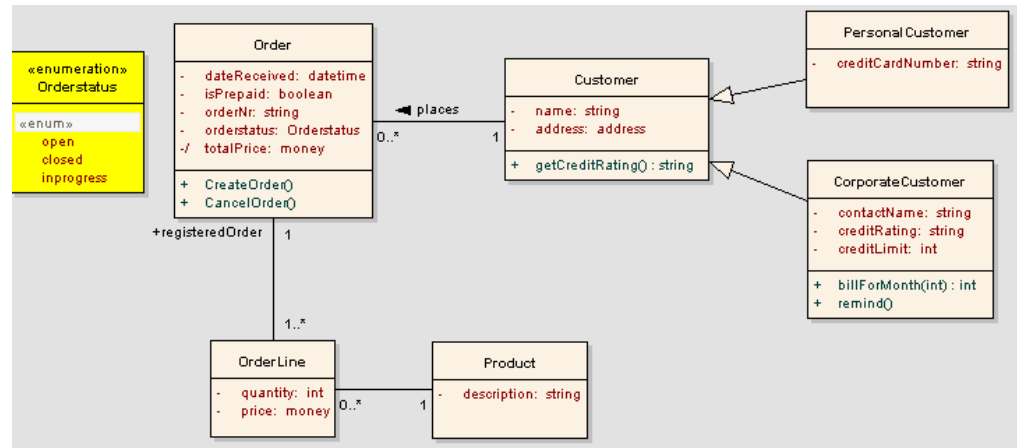 «enumeration»
Orderstatus
«enum»
open
closed
inprogress
Order
- dateReceived: datetime
- isPrepaid: boolean
- orderNr: string
- orderstatus: Orderstatus
-/ totalPrice: money
+ CreateOrder()
+ CancelOrder()
places
0..*
1
Customer
- name: string
- address: address
+ getCreditRating() : string
PersonalCustomer
- creditCardNumber: string
CorporateCustomer
- contactName: string
- creditRating: string
- creditLimit: int
+ billForMonth(int) : int
+ remind()
+registeredOrder
1
1..*
OrderLine
- quantity: int
- price: money
0..*
1
Product
- description: string